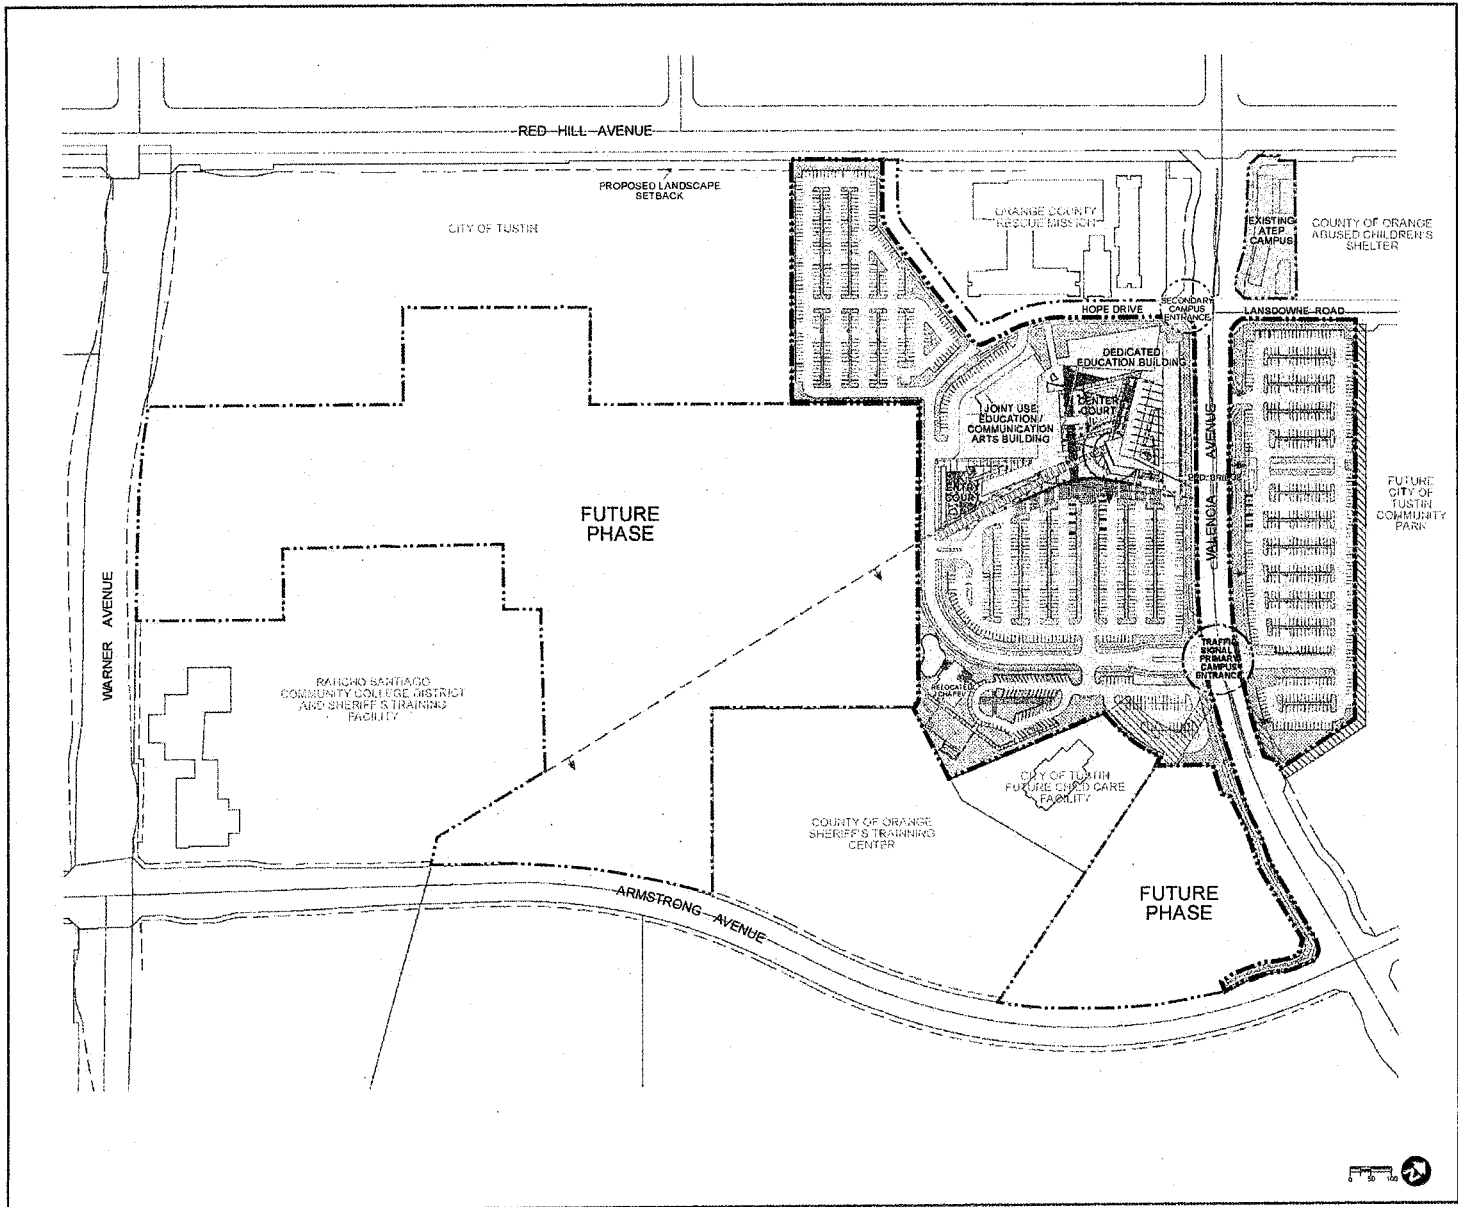 RED HILL AVENUE
PROPOSED LANDSCAPE
SETBACK
CITY OF TUSTIN
ORANGE COUNTY
RESCUE MISSION
EXISTING
ATEP
CAMPUS
COUNTY OF ORANGE
ABUSED CHILDREN'S
SHELTER
SECONDARY
CAMPUS
ENTRANCE
HOPE DRIVE
LANSDOWNE ROAD
DEDICATED
EDUCATION BUILDING
CENTER
COURT
JOINT USE
EDUCATION /
COMMUNICATION
ARTS BUILDING
ENTRY
COURT
VALENCIA AVENUE
FUTURE
CITY OF
TUSTIN
COMMUNITY
PARK
FUTURE
PHASE
WARNER AVENUE
TRAFFIC
SIGNAL
PRIMARY
CAMPUS
ENTRANCE
RANCHO SANTIAGO
COMMUNITY COLLEGE DISTRICT
AND SHERIFF'S TRAINING
FACILITY
RELOCATED
CHAPEL
CITY OF TUSTIN
FUTURE CHILD CARE
FACILITY
COUNTY OF ORANGE
SHERIFF'S TRAINNING
CENTER
FUTURE
PHASE
ARMSTRONG AVENUE
0 50 100